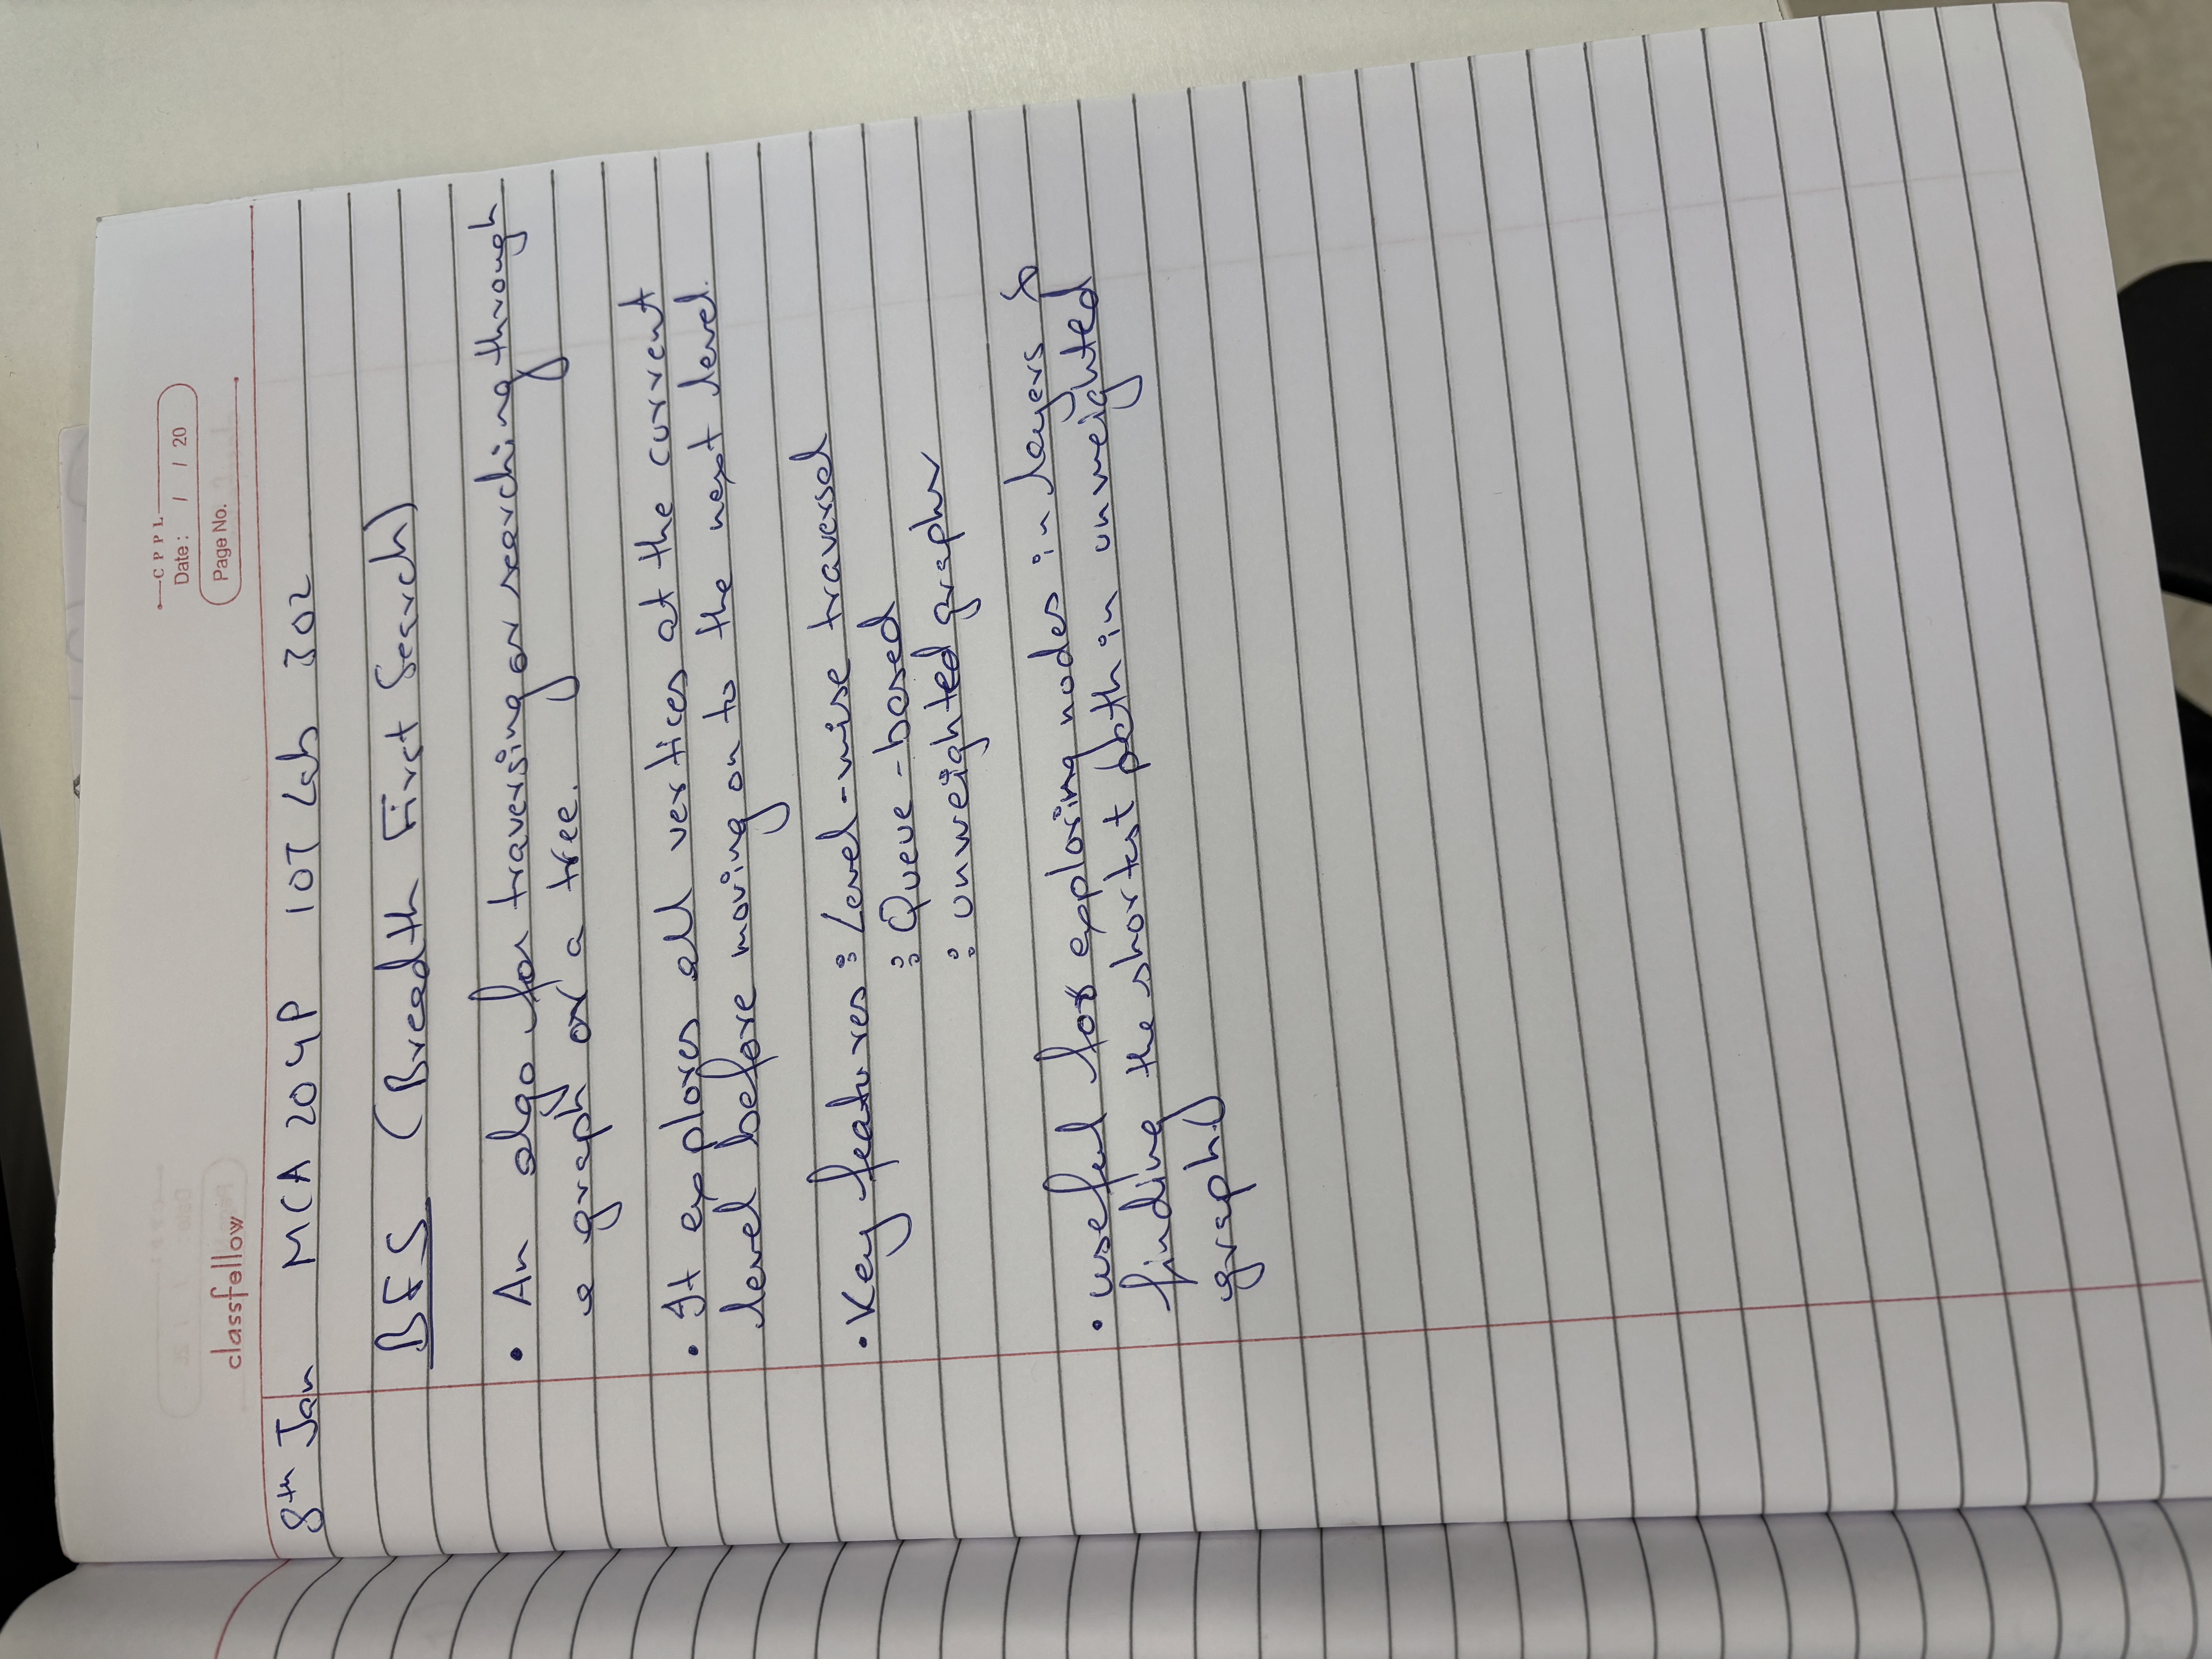 CPPL
Date : / / 20
classfellow
Page No.
8th Jan MCA 204P IOT Lab 302
BFS (Breadth First Search)
• An algo for traversing or searching through
a graph or a tree.
• It explores all vertices at the current
level before moving on to the next level.
• Key features : Level-wise traversal
: Queue-based
: unweighted graphs
• useful for exploring nodes in layers &
finding the shortest path in unweighted
graph.